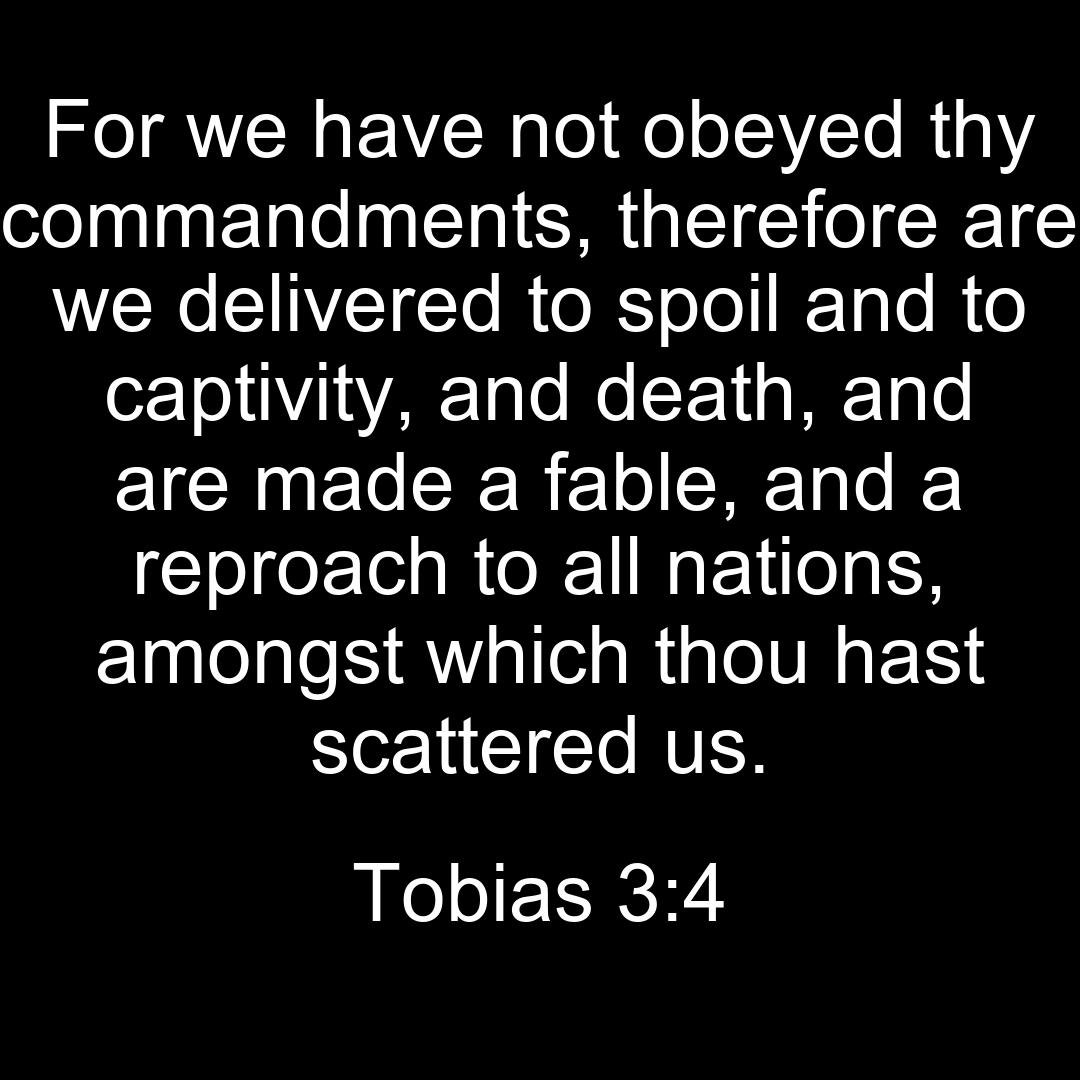 For we have not obeyed thy
commandments, therefore are
we delivered to spoil and to
captivity, and death, and
are made a fable, and a
reproach to all nations,
amongst which thou hast
scattered us.
Tobias 3:4